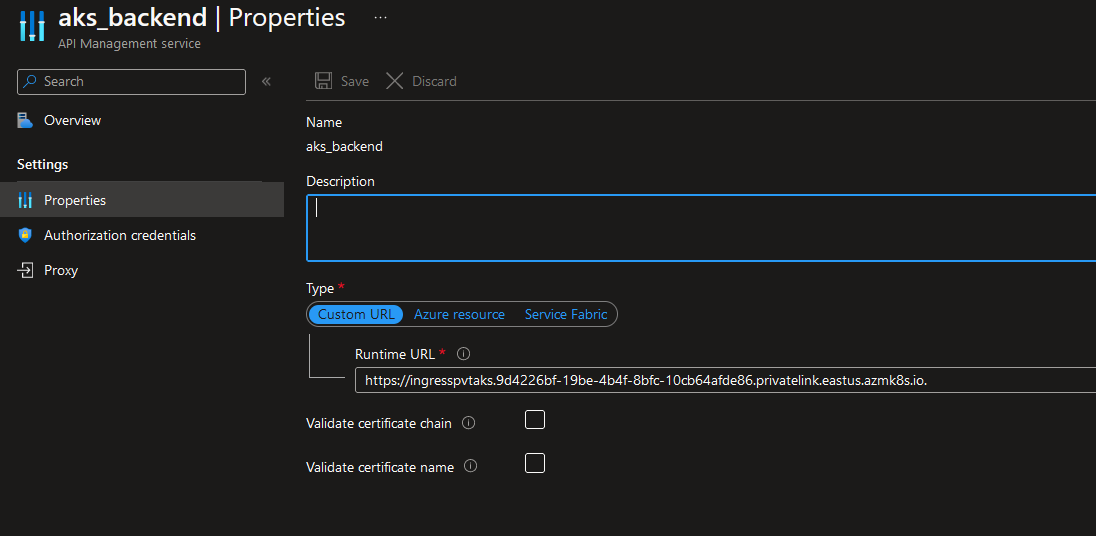 aks_backend | Properties ...
API Management service
Search
«
Save
Discard
Overview
Settings
Properties
Authorization credentials
Proxy
Name
aks_backend
Description
Type *
Custom URL
Azure resource
Service Fabric
Runtime URL *
https://ingresspvtaks.9d4226bf-19be-4b4f-8bfc-10cb64afde86.privatelink.eastus.azmk8s.io.
Validate certificate chain
Validate certificate name